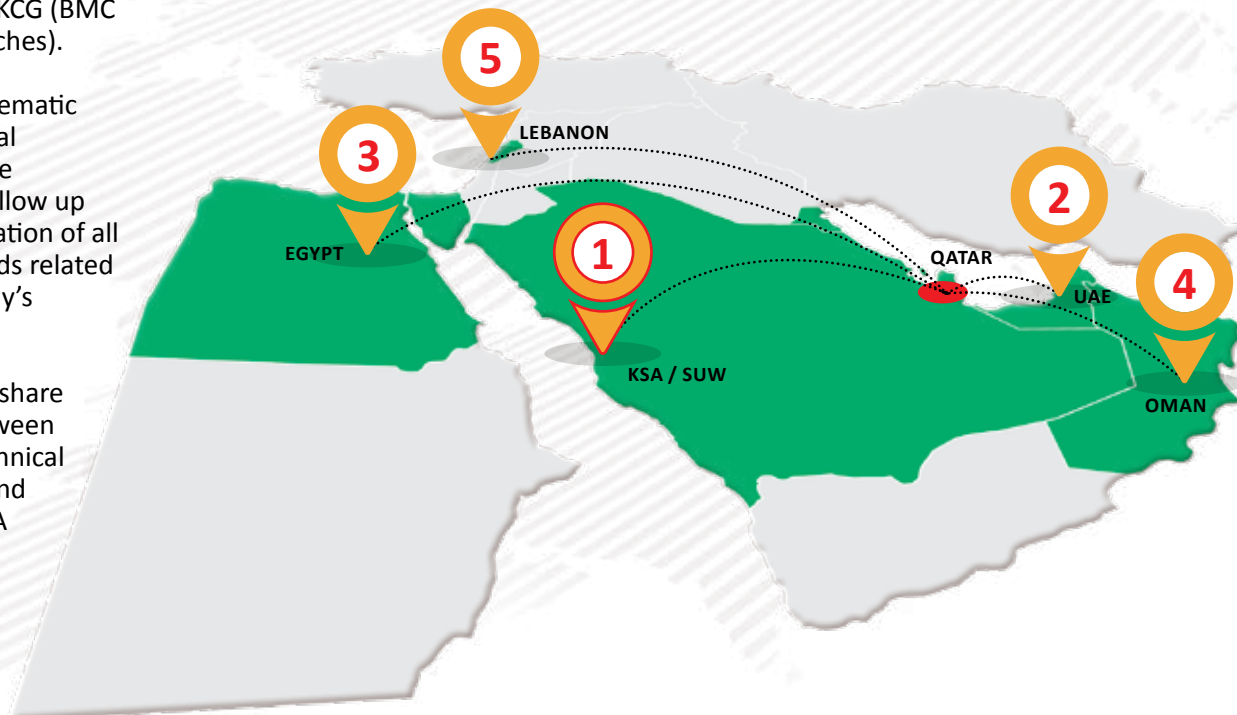 KCG (BMC
ches).
ematic
al
e
llow up
ation of all
ds related
y's
share
ween
hnical
nd
A
5
LEBANON
3
EGYPT
1
KSA / SUW
QATAR
2
UAE
4
OMAN